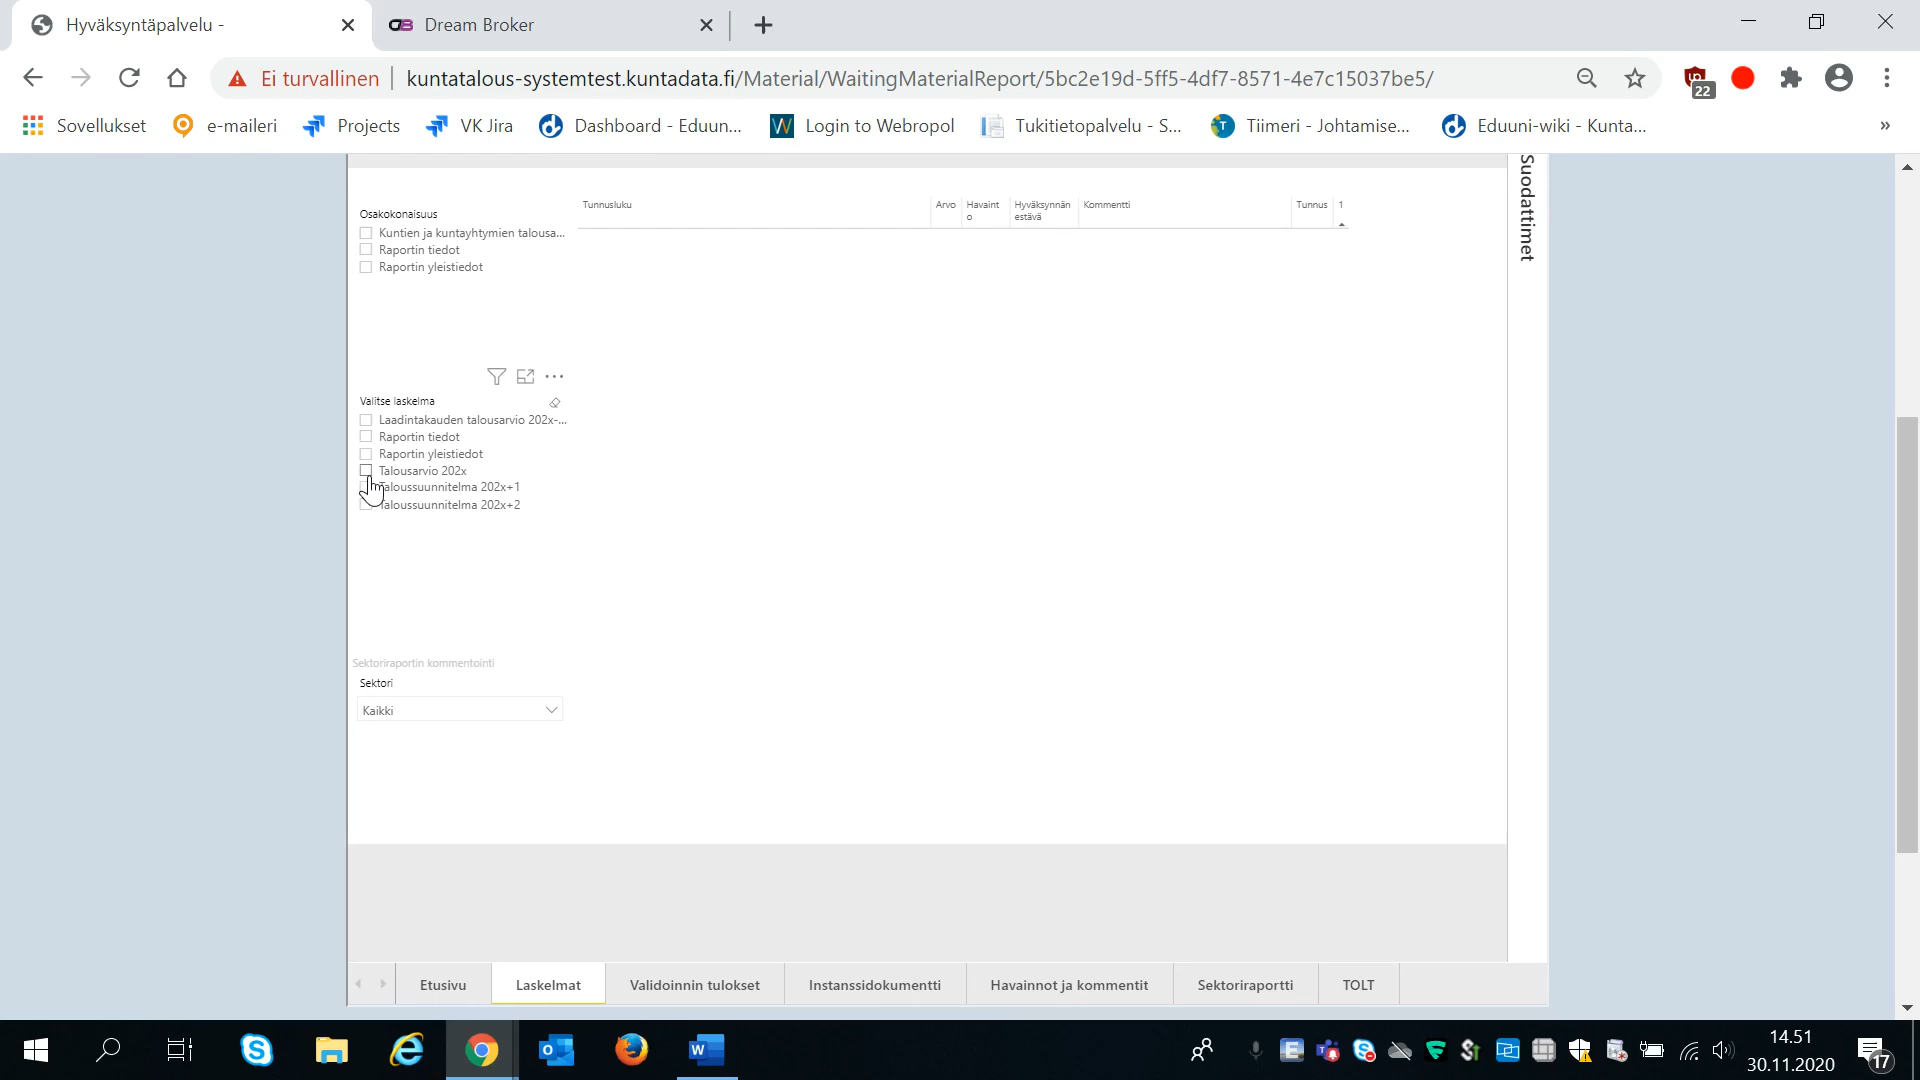 Hyväksyntäpalvelu -
Dream Broker
Ei turvallinen
kuntatalous-systemtest.kuntadata.fi/Material/WaitingMaterialReport/5bc2e19d-5ff5-4df7-8571-4e7c15037be5/
22
Sovellukset
e-maileri
Projects
VK Jira
Dashboard - Eduun...
Login to Webropol
Tukitietopalvelu - S...
Tiimeri - Johtamise...
Eduuni-wiki - Kunta...
»
Suodattimet
Osakokonaisuus
Kuntien ja kuntayhtymien talousa...
Raportin tiedot
Raportin yleistiedot
Tunnusluku
Arvo
Havaint
o
Hyväksynnän
estävä
Kommentti
Tunnus
1
Valitse laskelma
Laadintakauden talousarvio 202x-...
Raportin tiedot
Raportin yleistiedot
Talousarvio 202x
Taloussuunnitelma 202x+1
Taloussuunnitelma 202x+2
Sektoriraportin kommentointi
Sektori
Kaikki
Etusivu
Laskelmat
Validoinnin tulokset
Instanssidokumentti
Havainnot ja kommentit
Sektoriraportti
TOLT
14.51
30.11.2020
17